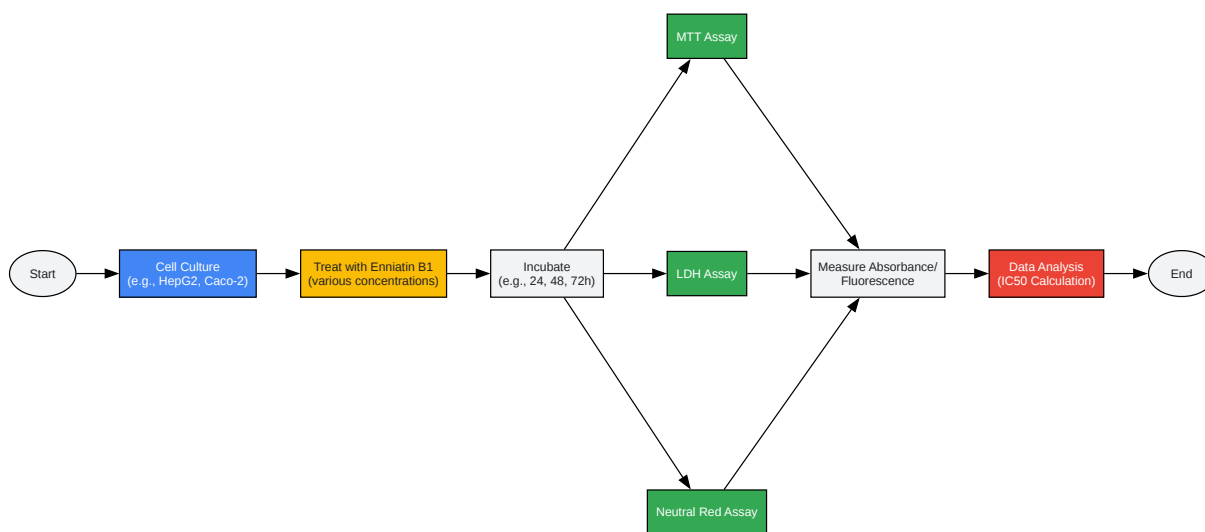 Start
Cell Culture
(e.g., HepG2, Caco-2)
Treat with Enniatin B1
(various concentrations)
Incubate
(e.g., 24, 48, 72h)
MTT Assay
LDH Assay
Neutral Red Assay
Measure Absorbance/
Fluorescence
Data Analysis
(IC50 Calculation)
End